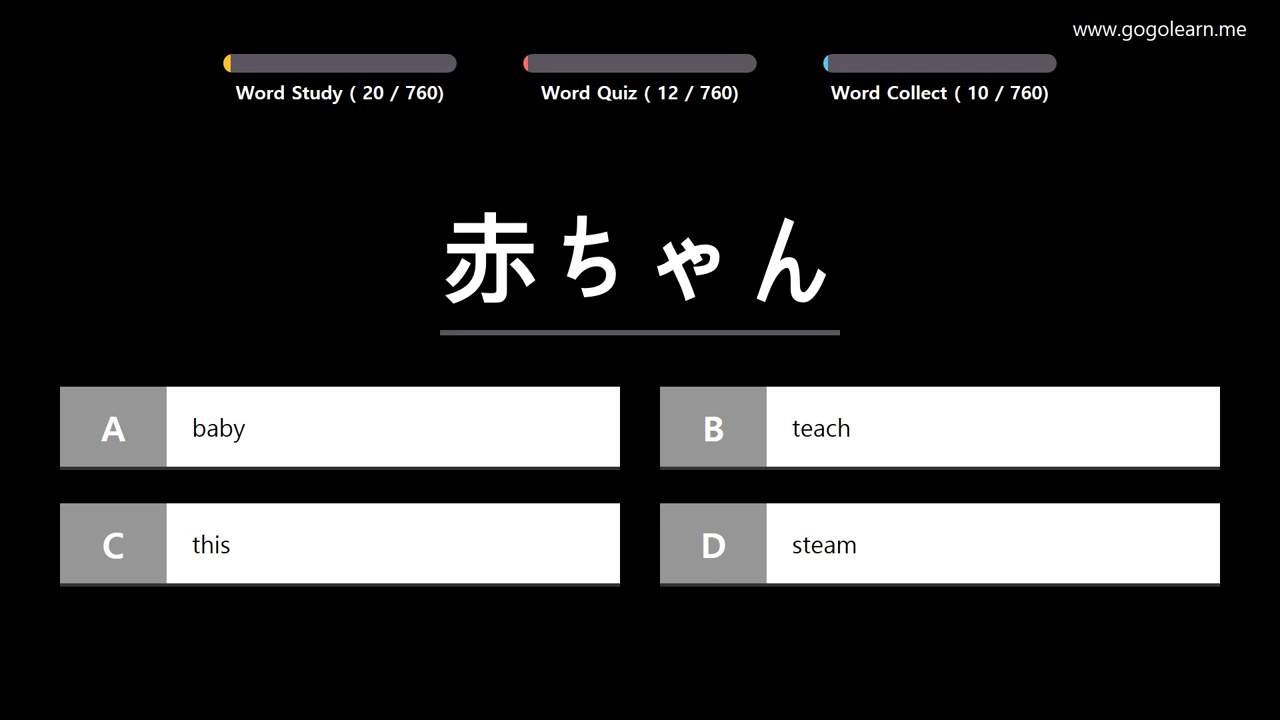 www.gogolearn.me
Word Study ( 20 / 760)
Word Quiz ( 12 / 760)
Word Collect ( 10 / 760)
赤ちゃん
A baby
B teach
C this
D steam